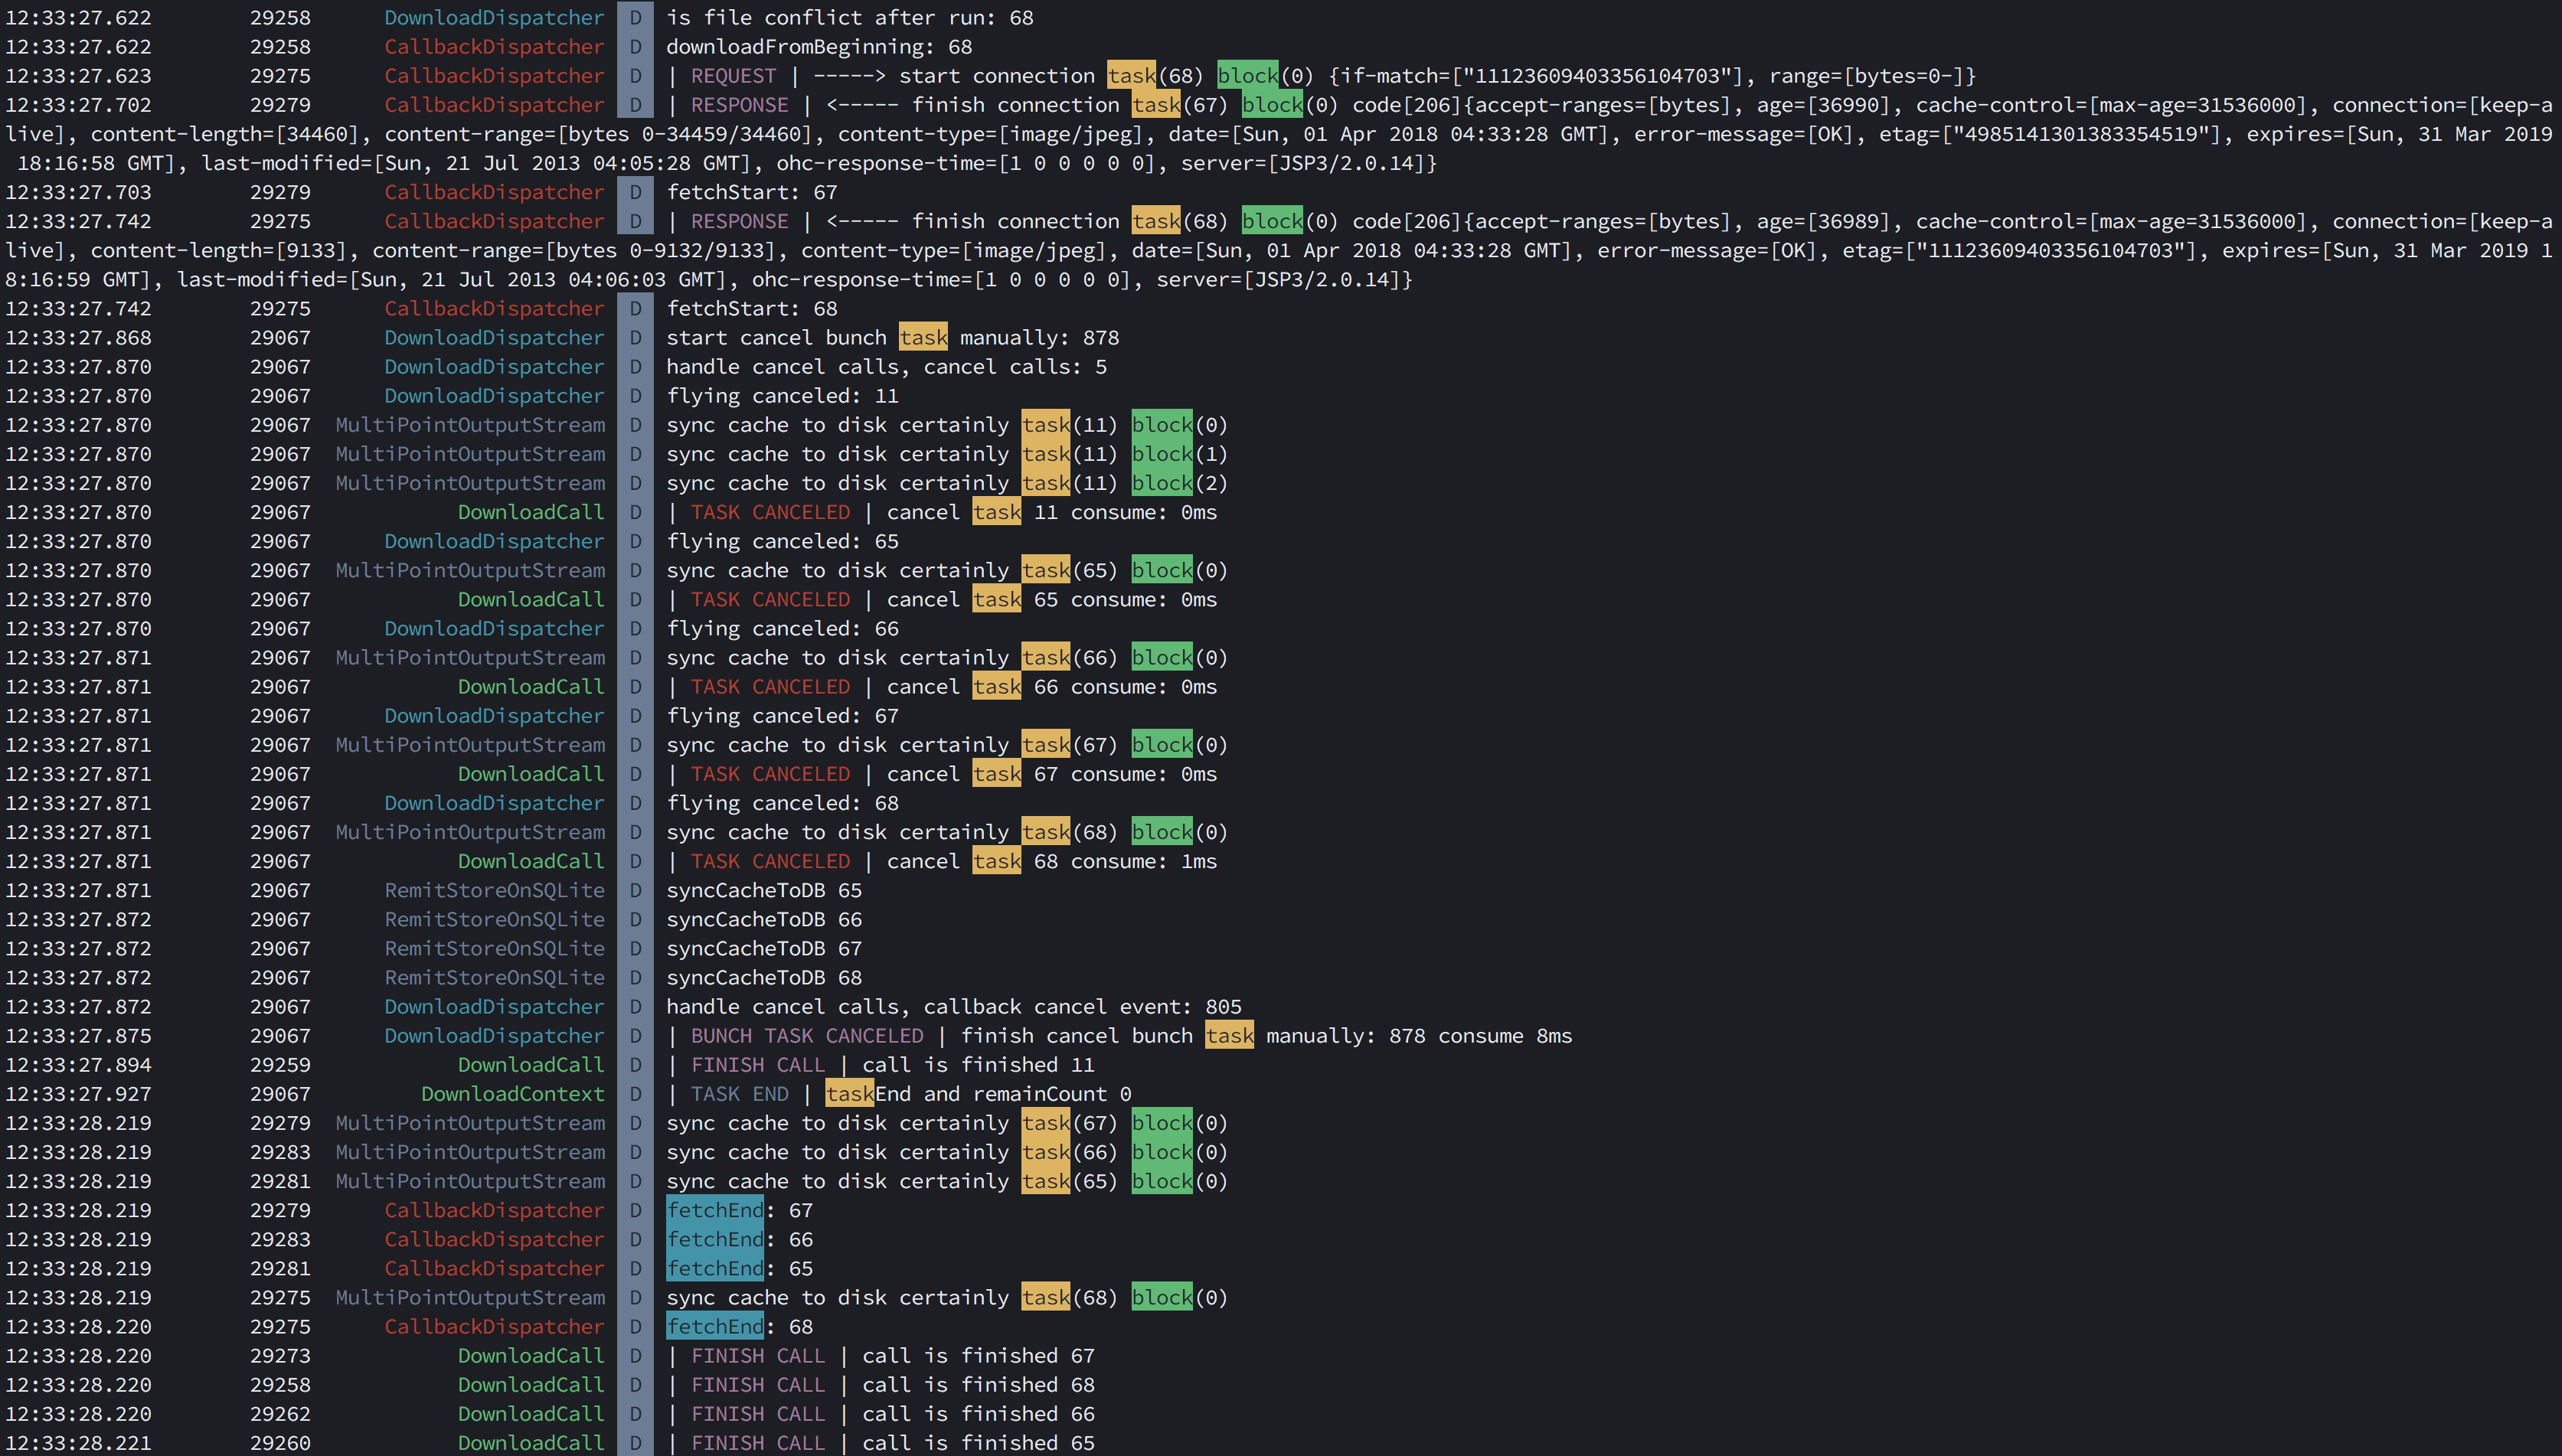 12:33:27.622 29258 DownloadDispatcher D is file conflict after run: 68
12:33:27.622 29258 CallbackDispatcher D downloadFromBeginning: 68
12:33:27.623 29275 CallbackDispatcher D | REQUEST | -----> start connection task(68) block(0) {if-match=["11123609403356104703"], range=[bytes=0-]}
12:33:27.702 29279 CallbackDispatcher D | RESPONSE | <----- finish connection task(67) block(0) code[206]{accept-ranges=[bytes], age=[36990], cache-control=[max-age=31536000], connection=[keep-a
live], content-length=[34460], content-range=[bytes 0-34459/34460], content-type=[image/jpeg], date=[Sun, 01 Apr 2018 04:33:28 GMT], error-message=[OK], etag=["4985141301383354519"], expires=[Sun, 31 Mar 2019
18:16:58 GMT], last-modified=[Sun, 21 Jul 2013 04:05:28 GMT], ohc-response-time=[1 0 0 0 0 0], server=[JSP3/2.0.14]}
12:33:27.703 29279 CallbackDispatcher D fetchStart: 67
12:33:27.742 29275 CallbackDispatcher D | RESPONSE | <----- finish connection task(68) block(0) code[206]{accept-ranges=[bytes], age=[36989], cache-control=[max-age=31536000], connection=[keep-a
live], content-length=[9133], content-range=[bytes 0-9132/9133], content-type=[image/jpeg], date=[Sun, 01 Apr 2018 04:33:28 GMT], error-message=[OK], etag=["11123609403356104703"], expires=[Sun, 31 Mar 2019 1
8:16:59 GMT], last-modified=[Sun, 21 Jul 2013 04:06:03 GMT], ohc-response-time=[1 0 0 0 0 0], server=[JSP3/2.0.14]}
12:33:27.742 29275 CallbackDispatcher D fetchStart: 68
12:33:27.868 29067 DownloadDispatcher D start cancel bunch task manually: 878
12:33:27.870 29067 DownloadDispatcher D handle cancel calls, cancel calls: 5
12:33:27.870 29067 DownloadDispatcher D flying canceled: 11
12:33:27.870 29067 MultiPointOutputStream D sync cache to disk certainly task(11) block(0)
12:33:27.870 29067 MultiPointOutputStream D sync cache to disk certainly task(11) block(1)
12:33:27.870 29067 MultiPointOutputStream D sync cache to disk certainly task(11) block(2)
12:33:27.870 29067 DownloadCall D | TASK CANCELED | cancel task 11 consume: 0ms
12:33:27.870 29067 DownloadDispatcher D flying canceled: 65
12:33:27.870 29067 MultiPointOutputStream D sync cache to disk certainly task(65) block(0)
12:33:27.870 29067 DownloadCall D | TASK CANCELED | cancel task 65 consume: 0ms
12:33:27.870 29067 DownloadDispatcher D flying canceled: 66
12:33:27.871 29067 MultiPointOutputStream D sync cache to disk certainly task(66) block(0)
12:33:27.871 29067 DownloadCall D | TASK CANCELED | cancel task 66 consume: 0ms
12:33:27.871 29067 DownloadDispatcher D flying canceled: 67
12:33:27.871 29067 MultiPointOutputStream D sync cache to disk certainly task(67) block(0)
12:33:27.871 29067 DownloadCall D | TASK CANCELED | cancel task 67 consume: 0ms
12:33:27.871 29067 DownloadDispatcher D flying canceled: 68
12:33:27.871 29067 MultiPointOutputStream D sync cache to disk certainly task(68) block(0)
12:33:27.871 29067 DownloadCall D | TASK CANCELED | cancel task 68 consume: 1ms
12:33:27.871 29067 RemitStoreOnSQLite D syncCacheToDB 65
12:33:27.872 29067 RemitStoreOnSQLite D syncCacheToDB 66
12:33:27.872 29067 RemitStoreOnSQLite D syncCacheToDB 67
12:33:27.872 29067 RemitStoreOnSQLite D syncCacheToDB 68
12:33:27.872 29067 DownloadDispatcher D handle cancel calls, callback cancel event: 805
12:33:27.875 29067 DownloadDispatcher D | BUNCH TASK CANCELED | finish cancel bunch task manually: 878 consume 8ms
12:33:27.894 29259 DownloadCall D | FINISH CALL | call is finished 11
12:33:27.927 29067 DownloadContext D | TASK END | taskEnd and remainCount 0
12:33:28.219 29279 MultiPointOutputStream D sync cache to disk certainly task(67) block(0)
12:33:28.219 29283 MultiPointOutputStream D sync cache to disk certainly task(66) block(0)
12:33:28.219 29281 MultiPointOutputStream D sync cache to disk certainly task(65) block(0)
12:33:28.219 29279 CallbackDispatcher D fetchEnd: 67
12:33:28.219 29283 CallbackDispatcher D fetchEnd: 66
12:33:28.219 29281 CallbackDispatcher D fetchEnd: 65
12:33:28.219 29275 MultiPointOutputStream D sync cache to disk certainly task(68) block(0)
12:33:28.220 29275 CallbackDispatcher D fetchEnd: 68
12:33:28.220 29273 DownloadCall D | FINISH CALL | call is finished 67
12:33:28.220 29258 DownloadCall D | FINISH CALL | call is finished 68
12:33:28.220 29262 DownloadCall D | FINISH CALL | call is finished 66
12:33:28.221 29260 DownloadCall D | FINISH CALL | call is finished 65